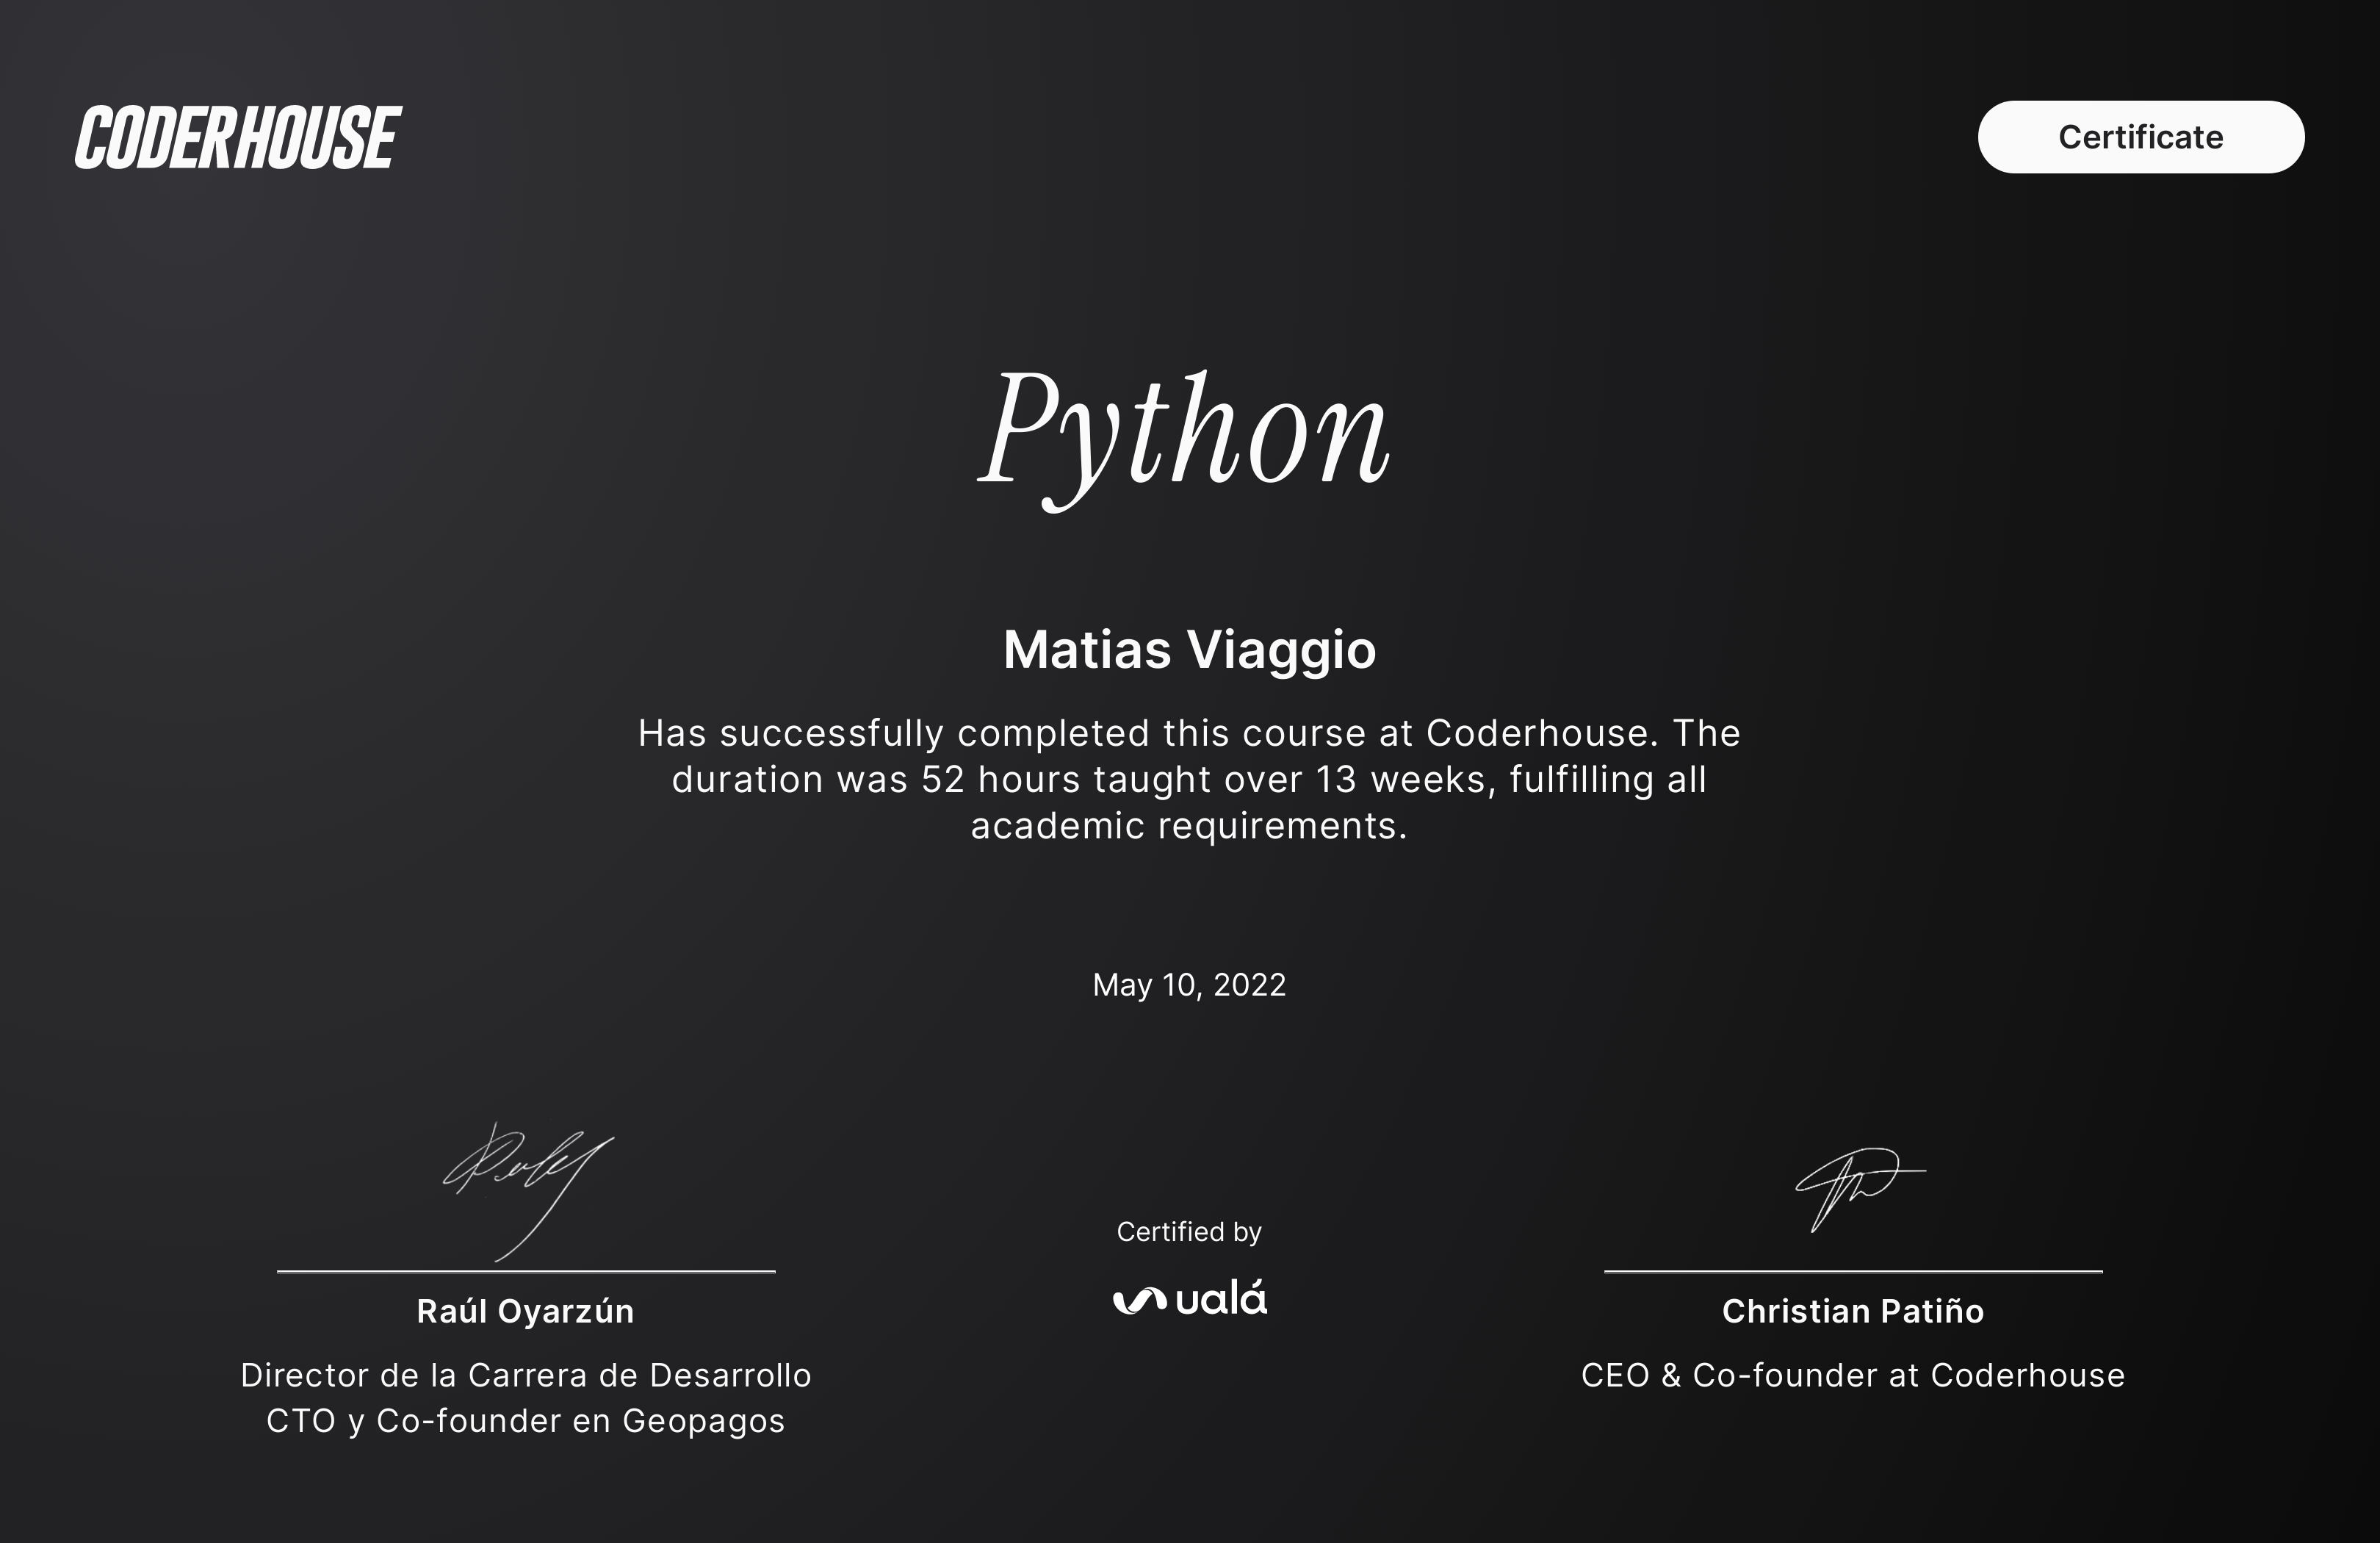 CODERHOUSE
Certificate
Python
Matias Viaggio
Has successfully completed this course at Coderhouse. The
duration was 52 hours taught over 13 weeks, fulfilling all
academic requirements.
May 10, 2022
Raúl Oyarzún
Director de la Carrera de Desarrollo
CTO y Co-founder en Geopagos
Certified by
ualá
Christian Patiño
CEO & Co-founder at Coderhouse